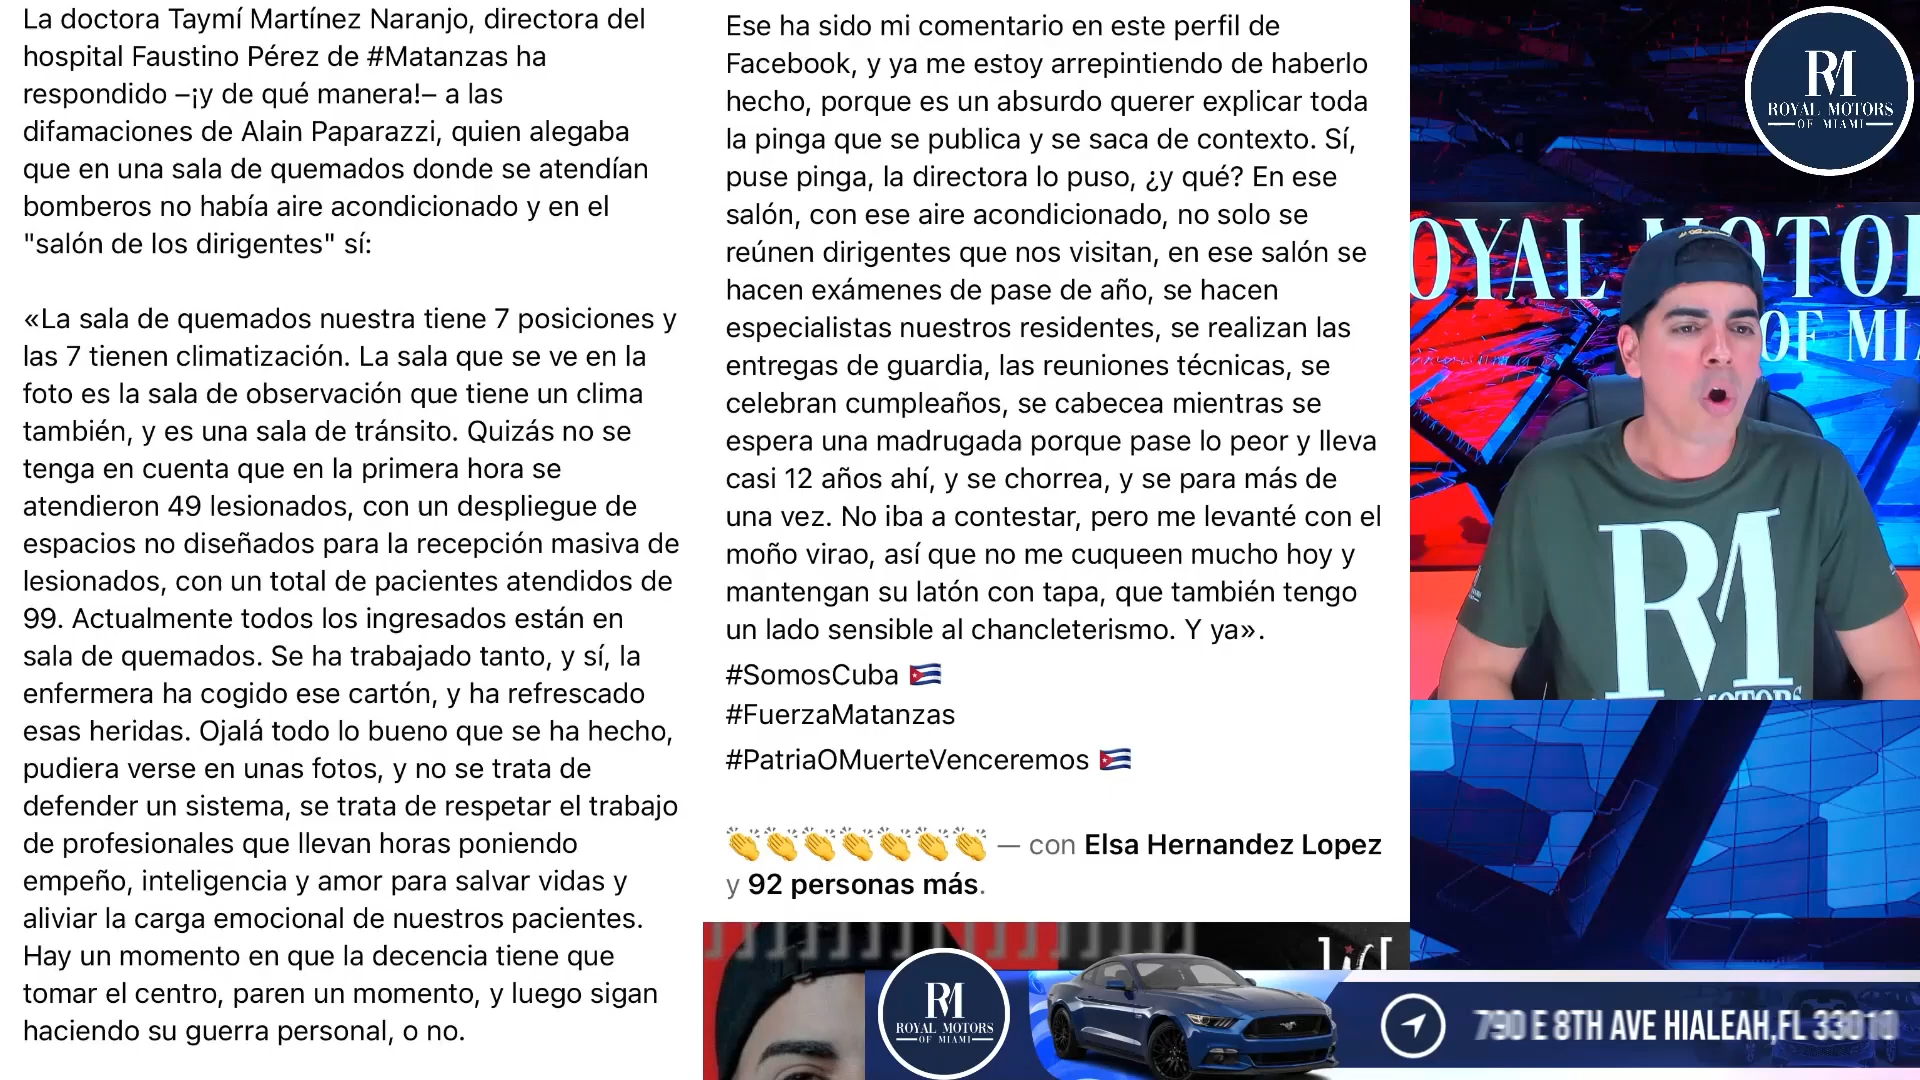 La doctora Taymí Martínez Naranjo, directora del
hospital Faustino Pérez de #Matanzas ha
respondido –¡y de qué manera!– a las
difamaciones de Alain Paparazzi, quien alegaba
que en una sala de quemados donde se atendían
bomberos no había aire acondicionado y en el
"salón de los dirigentes" sí:
«La sala de quemados nuestra tiene 7 posiciones y
las 7 tienen climatización. La sala que se ve en la
foto es la sala de observación que tiene un clima
también, y es una sala de tránsito. Quizás no se
tenga en cuenta que en la primera hora se
atendieron 49 lesionados, con un despliegue de
espacios no diseñados para la recepción masiva de
lesionados, con un total de pacientes atendidos de
99. Actualmente todos los ingresados están en
sala de quemados. Se ha trabajado tanto, y sí, la
enfermera ha cogido ese cartón, y ha refrescado
esas heridas. Ojalá todo lo bueno que se ha hecho,
pudiera verse en unas fotos, y no se trata de
defender un sistema, se trata de respetar el trabajo
de profesionales que llevan horas poniendo
empeño, inteligencia y amor para salvar vidas y
aliviar la carga emocional de nuestros pacientes.
Hay un momento en que la decencia tiene que
tomar el centro, paren un momento, y luego sigan
haciendo su guerra personal, o no.
Ese ha sido mi comentario en este perfil de
Facebook, y ya me estoy arrepintiendo de haberlo
hecho, porque es un absurdo querer explicar toda
la pinga que se publica y se saca de contexto. Sí,
puse pinga, la directora lo puso, ¿y qué? En ese
salón, con ese aire acondicionado, no solo se
reúnen dirigentes que nos visitan, en ese salón se
hacen exámenes de pase de año, se hacen
especialistas nuestros residentes, se realizan las
entregas de guardia, las reuniones técnicas, se
celebran cumpleaños, se cabecea mientras se
espera una madrugada porque pase lo peor y lleva
casi 12 años ahí, y se chorrea, y se para más de
una vez. No iba a contestar, pero me levanté con el
moño virao, así que no me cuqueen mucho hoy y
mantengan su latón con tapa, que también tengo
un lado sensible al chancleterismo. Y ya».
#SomosCuba 🇨🇺
#FuerzaMatanzas
#PatriaOMuerteVenceremos 🇨🇺
👏👏👏👏👏👏👏 — con Elsa Hernandez Lopez
y 92 personas más.
RM
ROYAL MOTORS
OF MIAMI
OYAL MOTOR
OF MIA
RM
MOTORS
RM
ROYAL MOTORS
OF MIAMI
790 E 8TH AVE HIALEAH,FL 33010